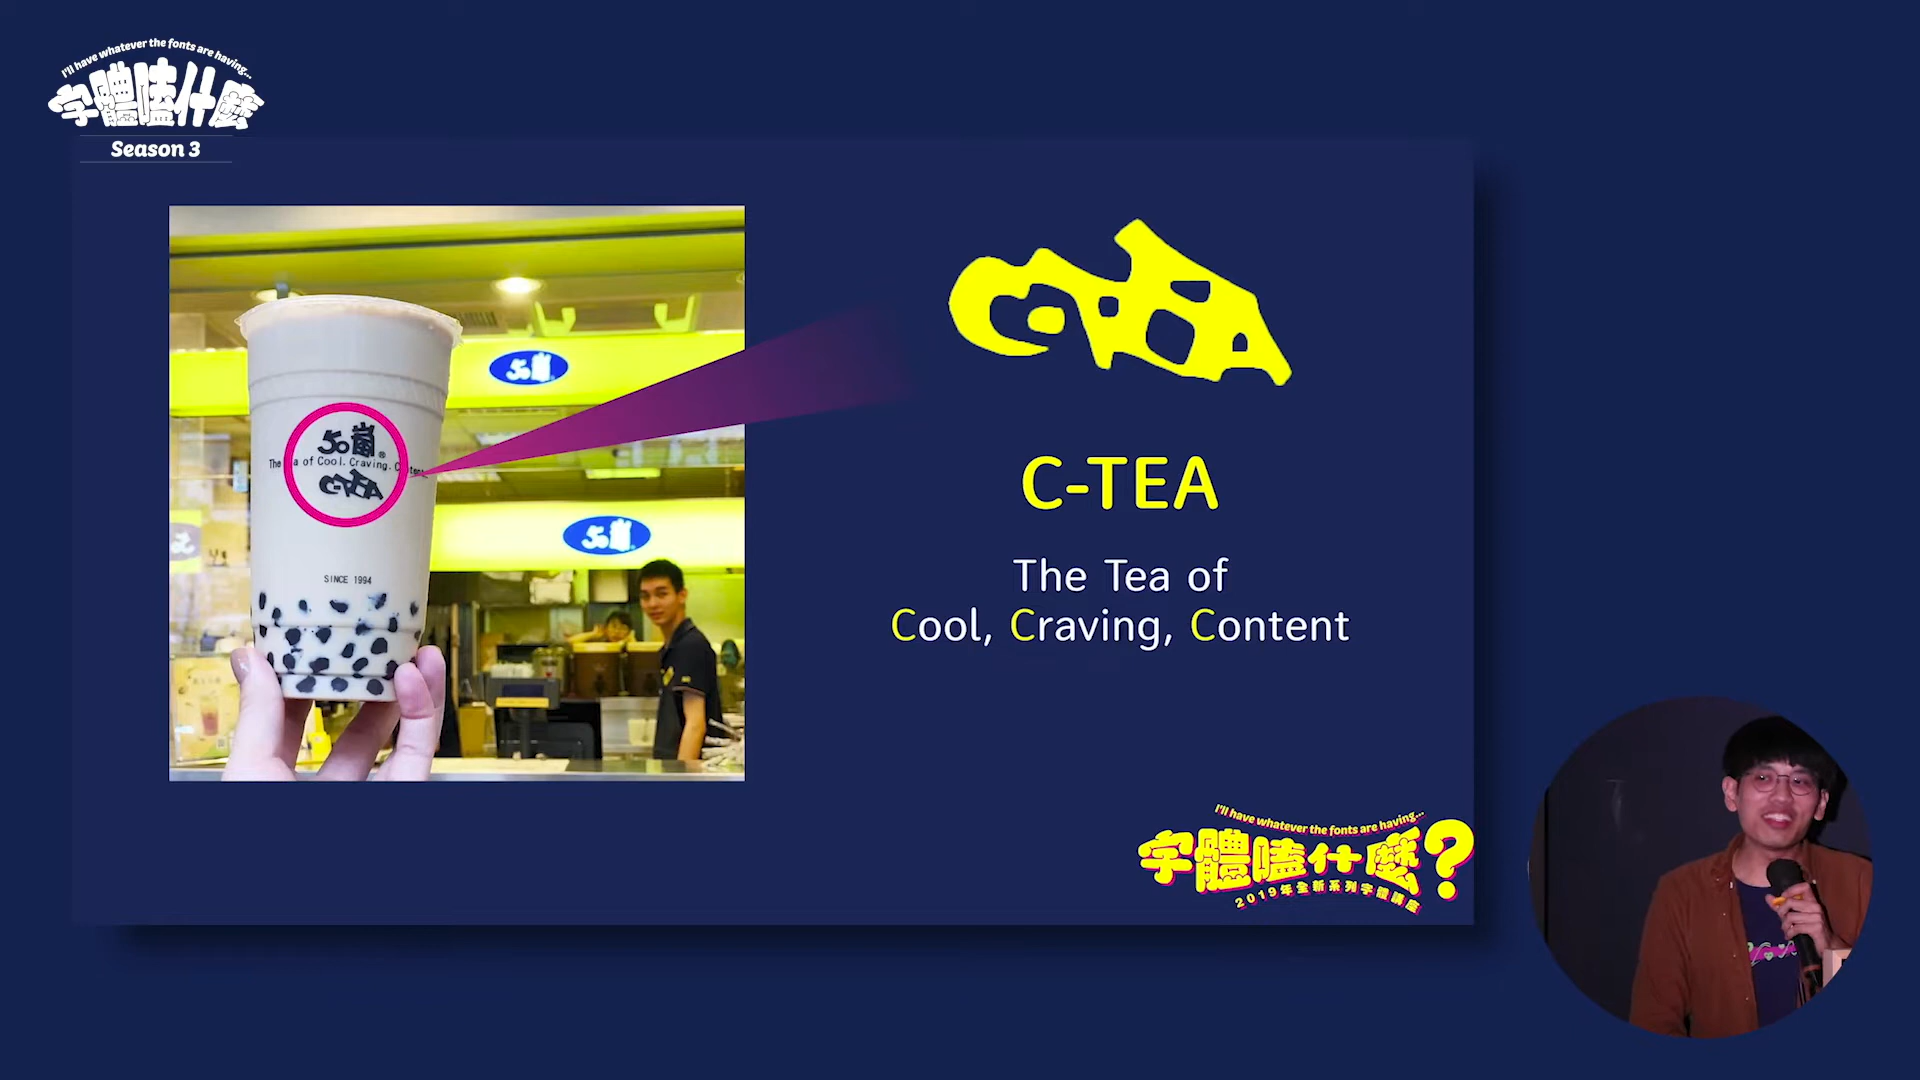 I'll have whatever the fonts are having...
字體嗑什麼
Season 3
50嵐
50嵐®
The Tea of Cool. Craving. Content
C-TEA
50嵐
SINCE 1994
C-TEA
C-TEA
The Tea of
Cool, Craving, Content
I'll have whatever the fonts are having...
字體嗑什麼?
2019年全新系列字體講座